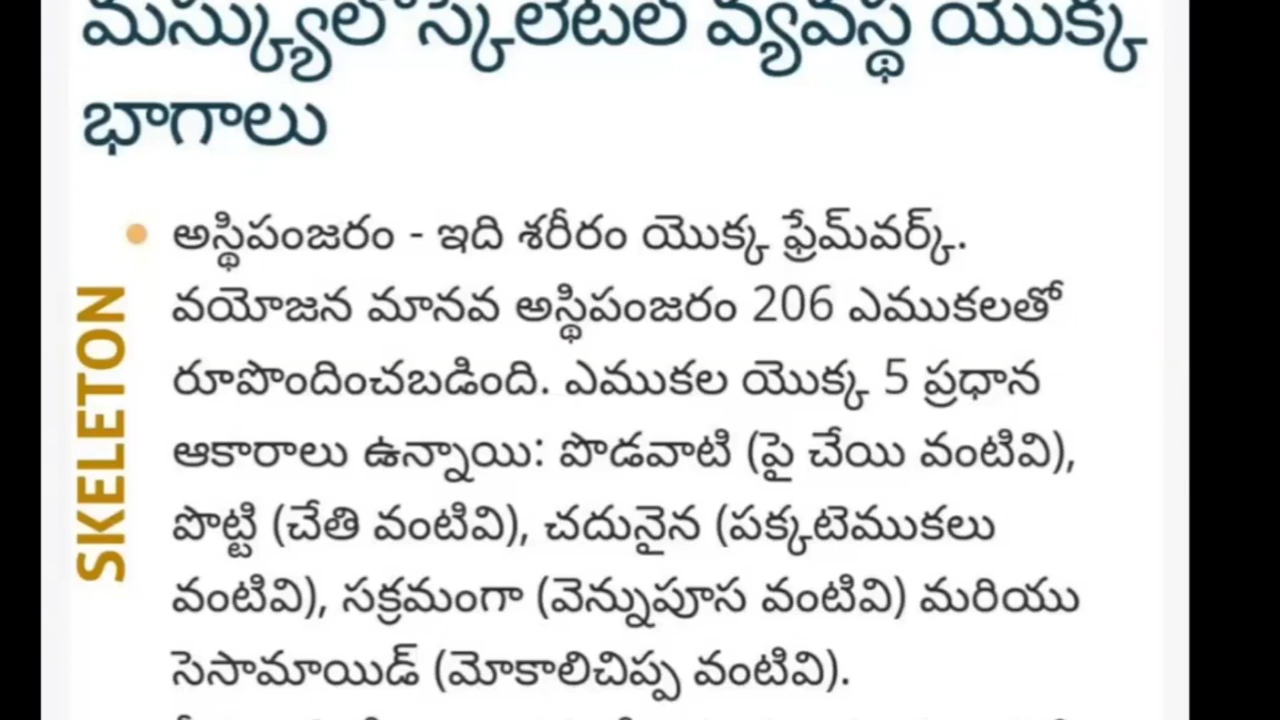 మస్క్యులోస్కెలెటల్ వ్యవస్థ యొక్క
భాగాలు
SKELETON
అస్థిపంజరం - ఇది శరీరం యొక్క ఫ్రేమ్‌వర్క్.
వయోజన మానవ అస్థిపంజరం 206 ఎముకలతో
రూపొందించబడింది. ఎముకల యొక్క 5 ప్రధాన
ఆకారాలు ఉన్నాయి: పొడవాటి (పై చేయి వంటివి),
పొట్టి (చేతి వంటివి), చదునైన (పక్కటెముకలు
వంటివి), సక్రమంగా (వెన్నుపూస వంటివి) మరియు
సెసామాయిడ్ (మోకాలిచిప్ప వంటివి).